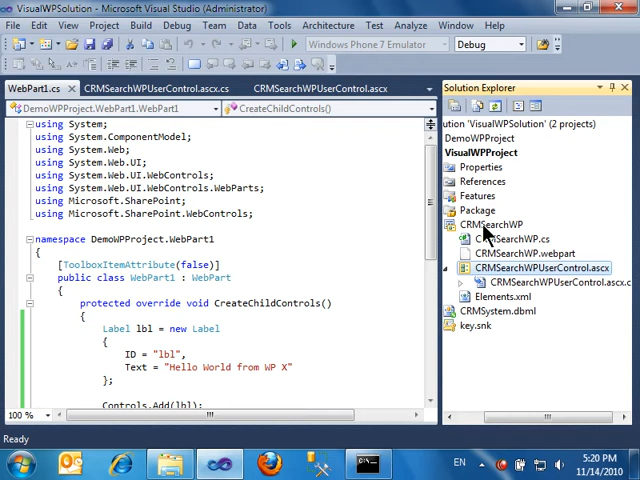 VisualWPSolution - Microsoft Visual Studio (Administrator)
File Edit View Project Build Debug Team Data Tools Architecture Test Analyze Window Help
Windows Phone 7 Emulator Debug
WebPart1.cs CRMSearchWPUserControl.ascx.cs CRMSearchWPUserControl.ascx
DemoWPProject.WebPart1.WebPart1 CreateChildControls()
using System;
using System.ComponentModel;
using System.Web;
using System.Web.UI;
using System.Web.UI.WebControls;
using System.Web.UI.WebControls.WebParts;
using Microsoft.SharePoint;
using Microsoft.SharePoint.WebControls;
namespace DemoWPProject.WebPart1
{
[ToolboxItemAttribute(false)]
public class WebPart1 : WebPart
{
protected override void CreateChildControls()
{
Label lbl = new Label
{
ID = "lbl",
Text = "Hello World from WP X"
};
Controls.Add(lbl);
100 %
Solution Explorer
ution 'VisualWPSolution' (2 projects)
DemoWPProject
VisualWPProject
Properties
References
Features
Package
CRMSearchWP
CRMSearchWP.cs
CRMSearchWP.webpart
CRMSearchWPUserControl.ascx
CRMSearchWPUserControl.ascx.c
Elements.xml
CRMSystem.dbml
key.snk
Ready
EN
5:20 PM
11/14/2010